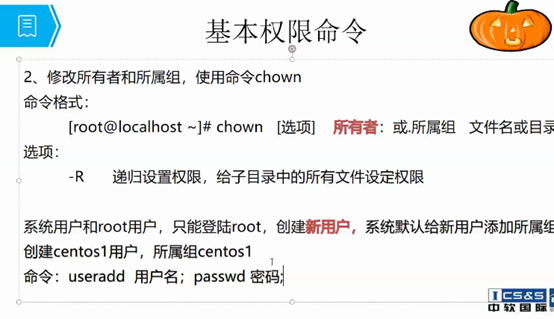 基本权限命令
2、修改所有者和所属组，使用命令chown
命令格式：
[root@localhost ~]# chown [选项] 所有者：或.所属组 文件名或目录
选项：
-R 递归设置权限，给子目录中的所有文件设定权限
系统用户和root用户，只能登陆root，创建新用户，系统默认给新用户添加所属组
创建centos1用户，所属组centos1
命令：useradd 用户名；passwd 密码;
CS&S
中软国际